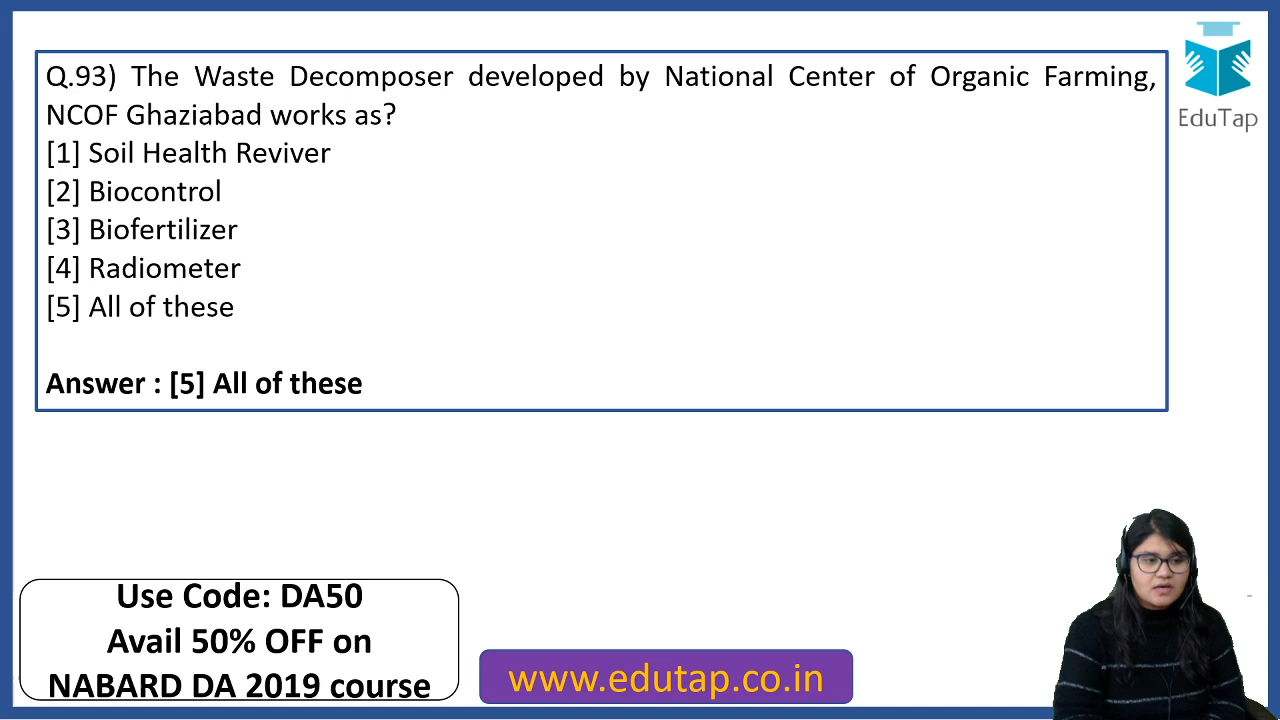 Q.93) The Waste Decomposer developed by National Center of Organic Farming,
NCOF Ghaziabad works as?
[1] Soil Health Reviver
[2] Biocontrol
[3] Biofertilizer
[4] Radiometer
[5] All of these
Answer : [5] All of these
EduTap
Use Code: DA50
Avail 50% OFF on
NABARD DA 2019 course
www.edutap.co.in